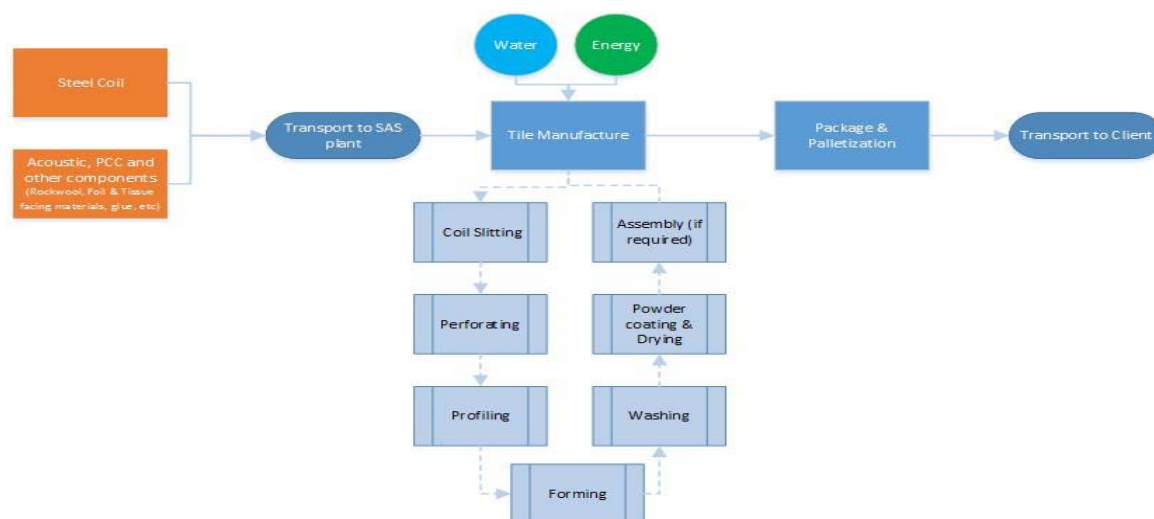 Water
Energy
Steel Coil
Transport to SAS
plant
Tile Manufacture
Package &
Palletization
Transport to Client
Acoustic, PCC and
other components
(Rockwool, Foil & Tissue
facing materials, glue, etc)
Coil Slitting
Assembly (if
required)
Perforating
Powder
coating &
Drying
Profiling
Washing
Forming